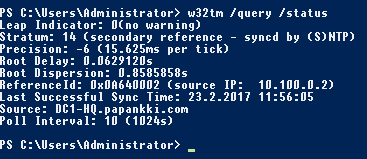 PS C:\Users\Administrator> w32tm /query /status
Leap Indicator: 0(no warning)
Stratum: 14 (secondary reference - syncd by (S)NTP)
Precision: -6 (15.625ms per tick)
Root Delay: 0.0629120s
Root Dispersion: 0.8585858s
ReferenceId: 0x0A640002 (source IP:  10.100.0.2)
Last Successful Sync Time: 23.2.2017 11:56:05
Source: DC1-HQ.papankki.com
Poll Interval: 10 (1024s)
PS C:\Users\Administrator> _